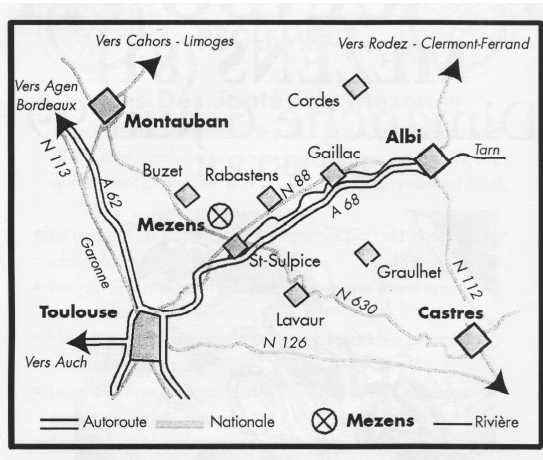 Vers Cahors - Limoges
Vers Rodez - Clermont-Ferrand
Vers Agen
Bordeaux
Cordes
Montauban
Albi
Tarn
N 113
A 62
Buzet
Rabastens
Gaillac
N 88
A 68
Mezens
St-Sulpice
Garonne
Graulhet
N 112
Toulouse
Lavaur
N 630
Castres
N 126
Vers Auch
Autoroute
Nationale
Mezens
Rivière